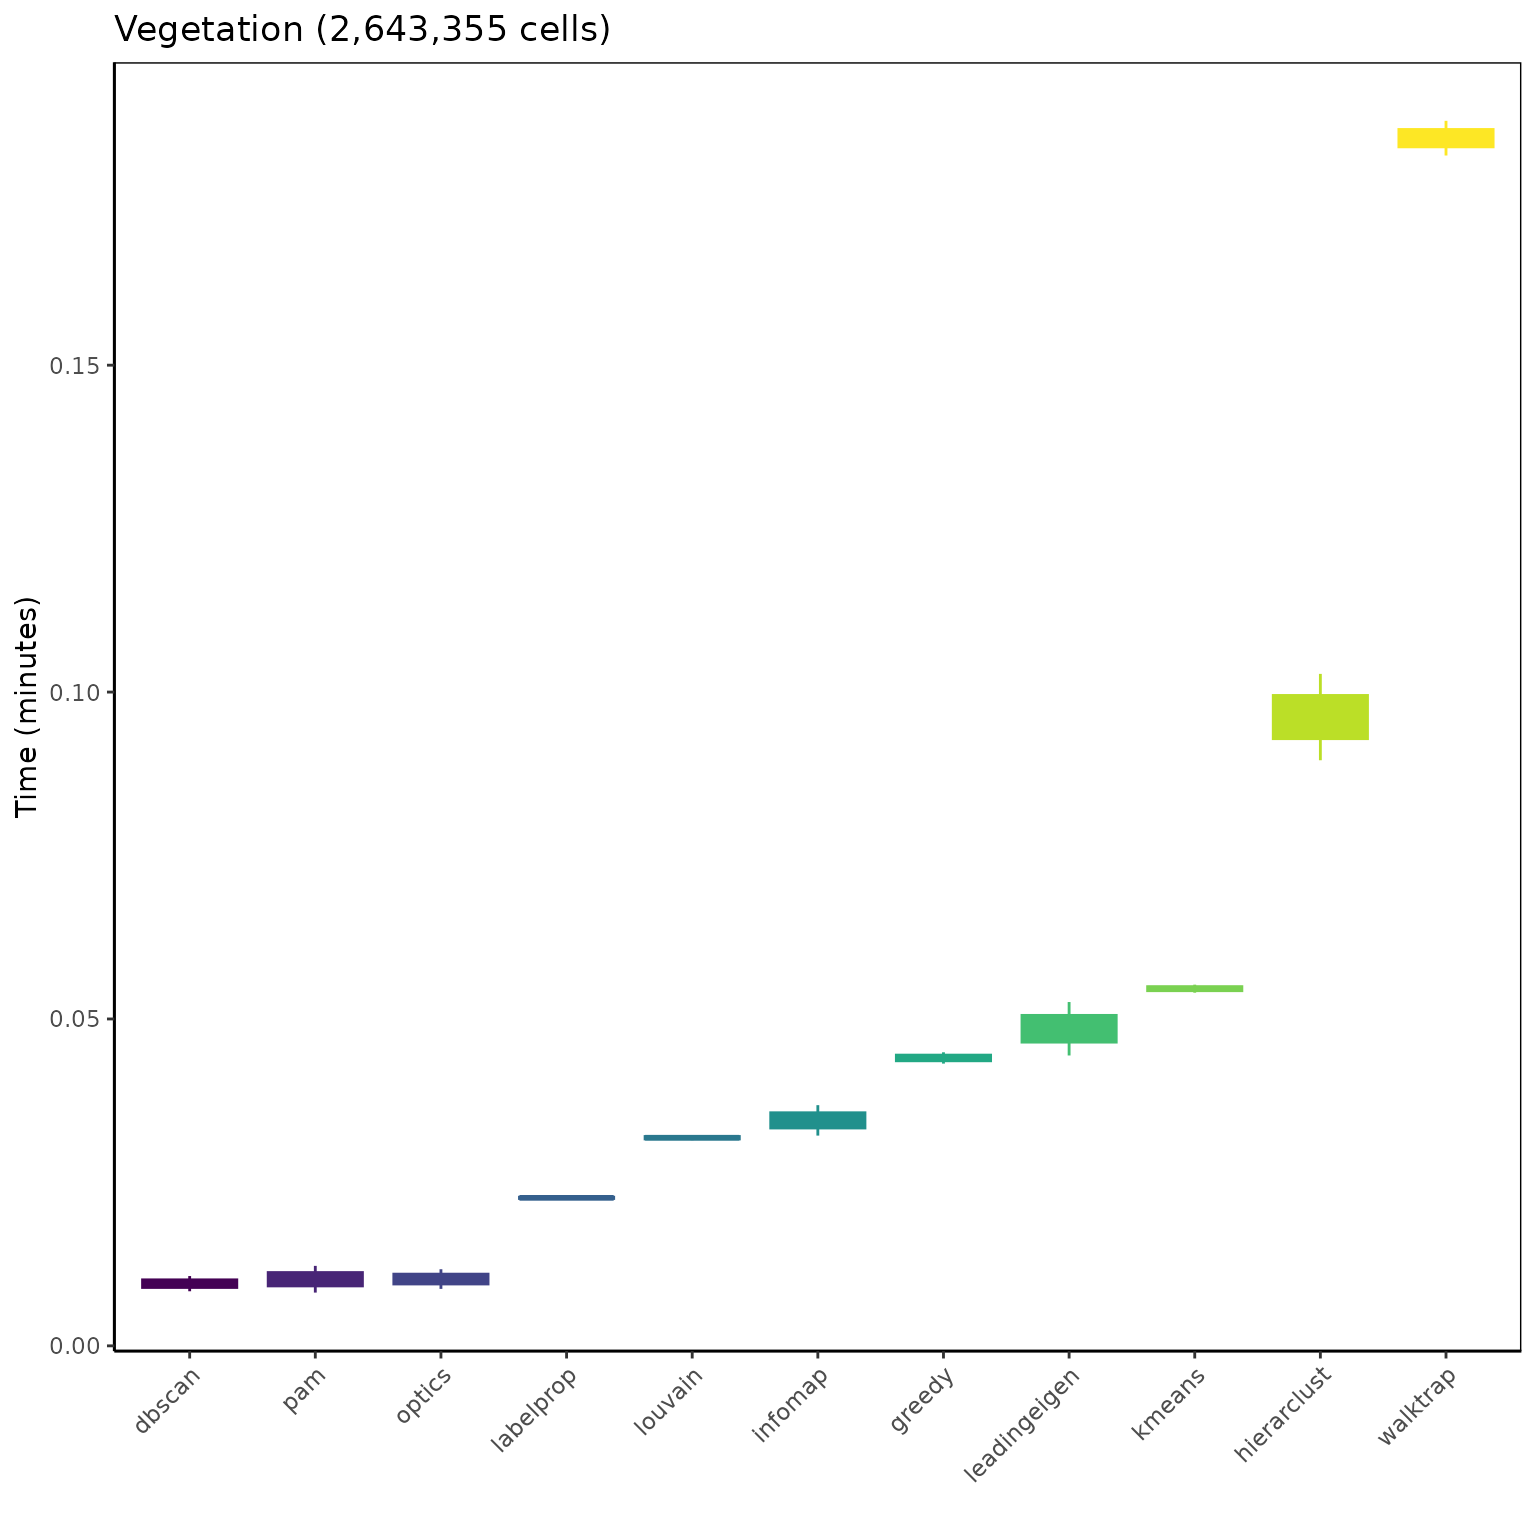 Vegetation (2,643,355 cells)
Time (minutes)
0.15
0.10
0.05
0.00
dbscan
pam
optics
labelprop
louvain
infomap
greedy
leadingeigen
kmeans
hierarclust
walktrap